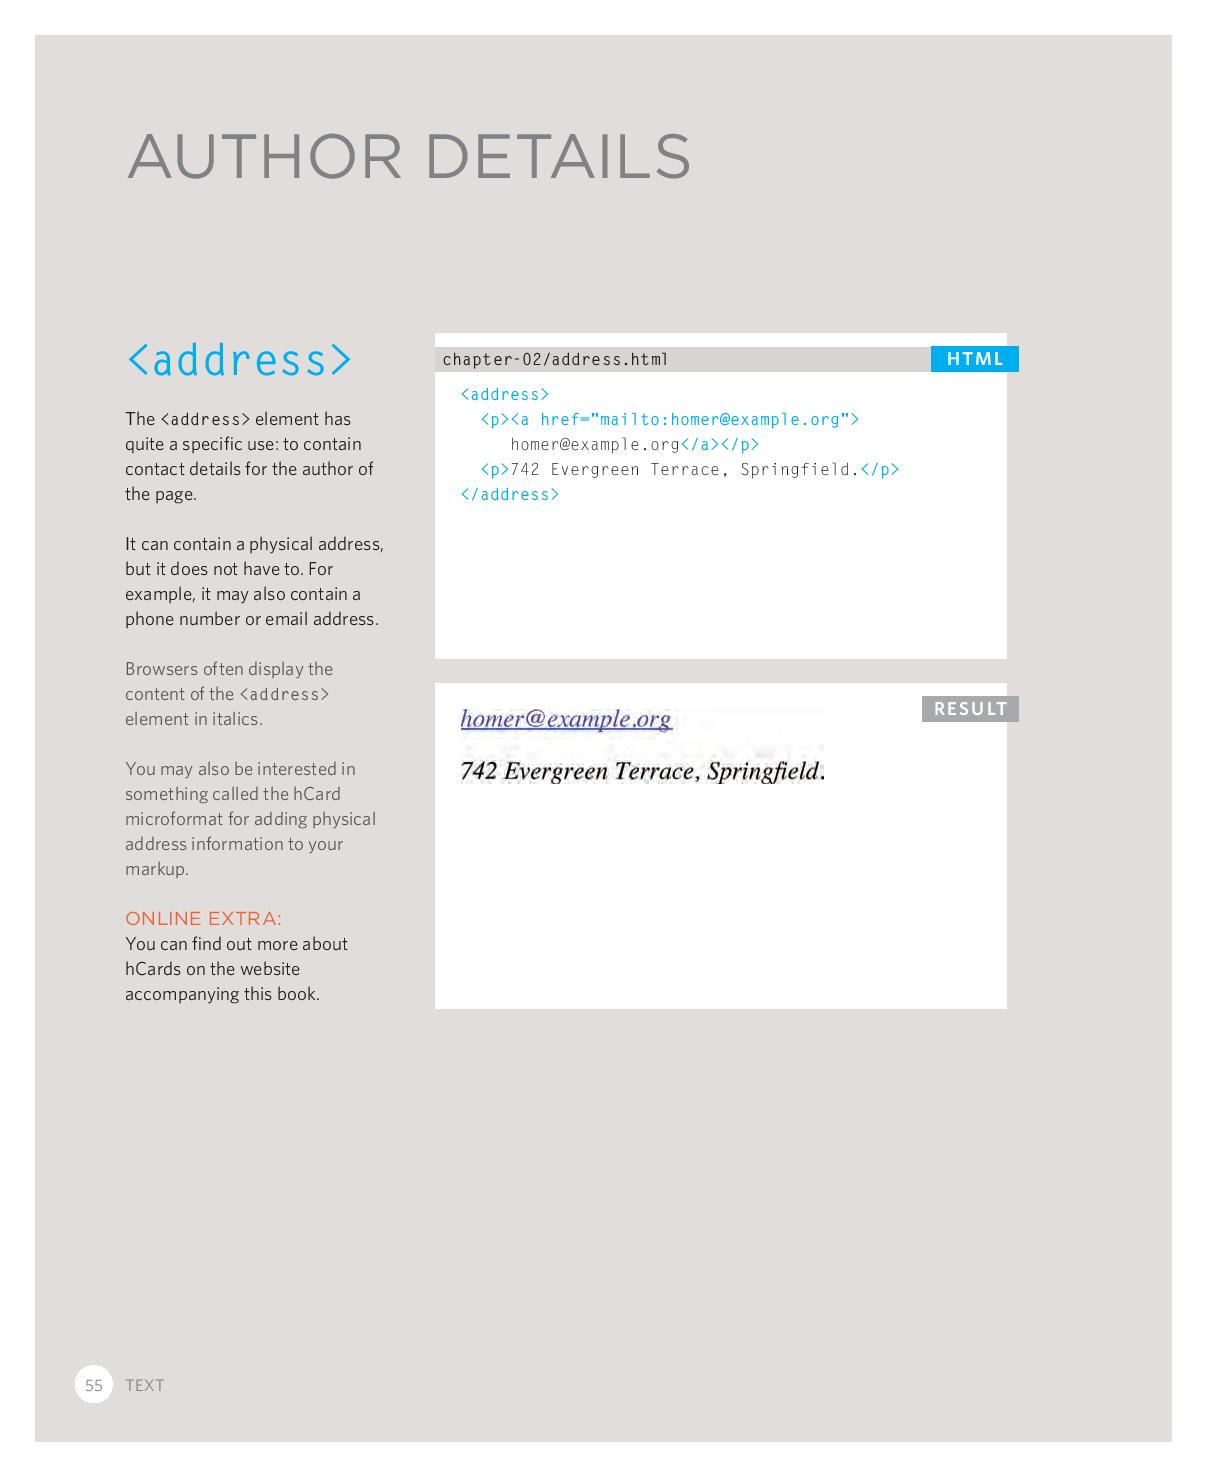 AUTHOR DETAILS
<address>
The <address> element has
quite a specific use: to contain
contact details for the author of
the page.
It can contain a physical address,
but it does not have to. For
example, it may also contain a
phone number or email address.
Browsers often display the
content of the <address>
element in italics.
You may also be interested in
something called the hCard
microformat for adding physical
address information to your
markup.
ONLINE EXTRA:
You can find out more about
hCards on the website
accompanying this book.
chapter-02/address.html
HTML
<address>
<p><a href="mailto:homer@example.org">
homer@example.org</a></p>
<p>742 Evergreen Terrace, Springfield.</p>
</address>
RESULT
homer@example.org
742 Evergreen Terrace, Springfield.
55 TEXT